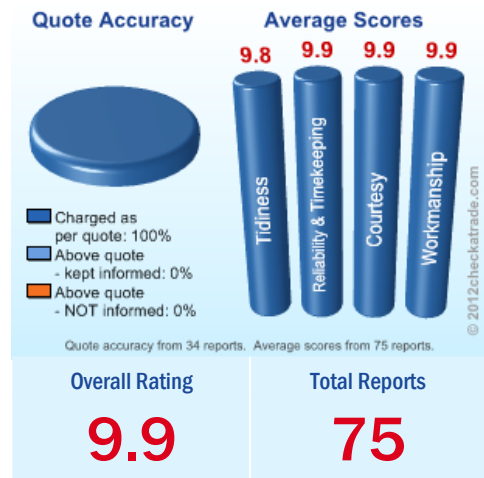 Quote Accuracy
Average Scores
9.8
9.9
9.9
9.9
Tidiness
Reliability & Timekeeping
Courtesy
Workmanship
Charged as
per quote: 100%
Above quote
- kept informed: 0%
Above quote
- NOT informed: 0%
© 2012checkatrade.com
Quote accuracy from 34 reports. Average scores from 75 reports.
Overall Rating
Total Reports
9.9
75